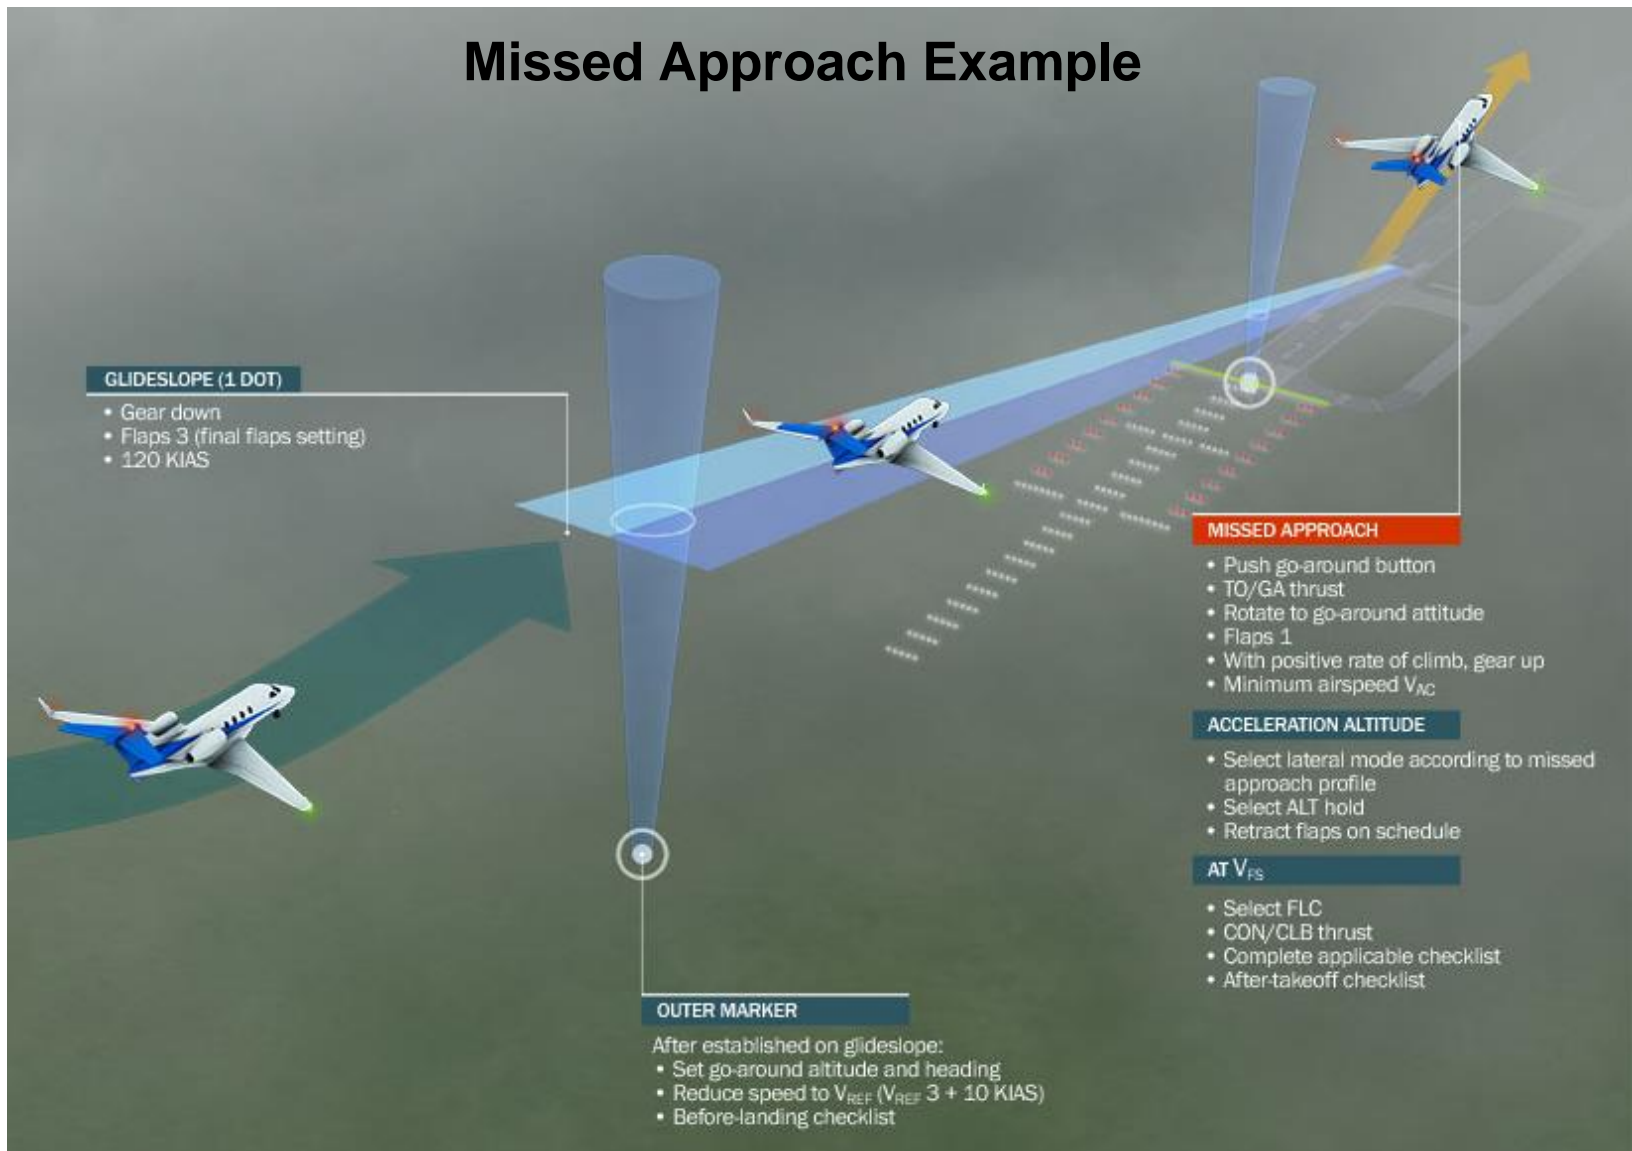 Missed Approach Example
GLIDESLOPE (1 DOT)
• Gear down
• Flaps 3 (final flaps setting)
• 120 KIAS
MISSED APPROACH
• Push go-around button
• TO/GA thrust
• Rotate to go-around attitude
• Flaps 1
• With positive rate of climb, gear up
• Minimum airspeed VAC
ACCELERATION ALTITUDE
• Select lateral mode according to missed
approach profile
• Select ALT hold
• Retract flaps on schedule
AT VFS
• Select FLC
• CON/CLB thrust
• Complete applicable checklist
• After-takeoff checklist
OUTER MARKER
After established on glideslope:
• Set go-around altitude and heading
• Reduce speed to VREF (VREF 3 + 10 KIAS)
• Before-landing checklist